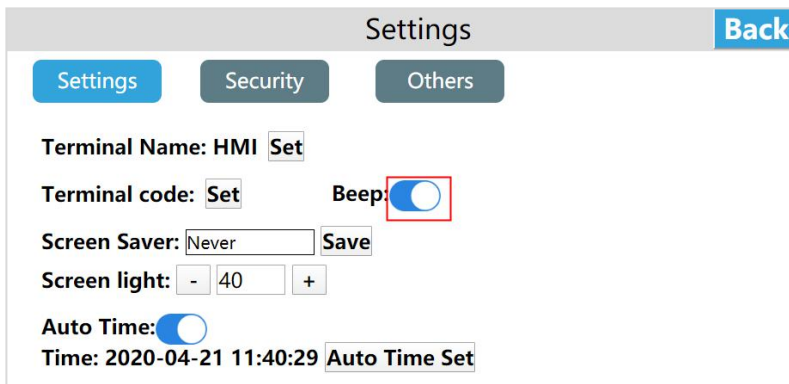 Settings Back
Settings Security Others
Terminal Name: HMI Set
Terminal code: Set Beep:
Screen Saver: Never Save
Screen light: - 40 +
Auto Time:
Time: 2020-04-21 11:40:29 Auto Time Set